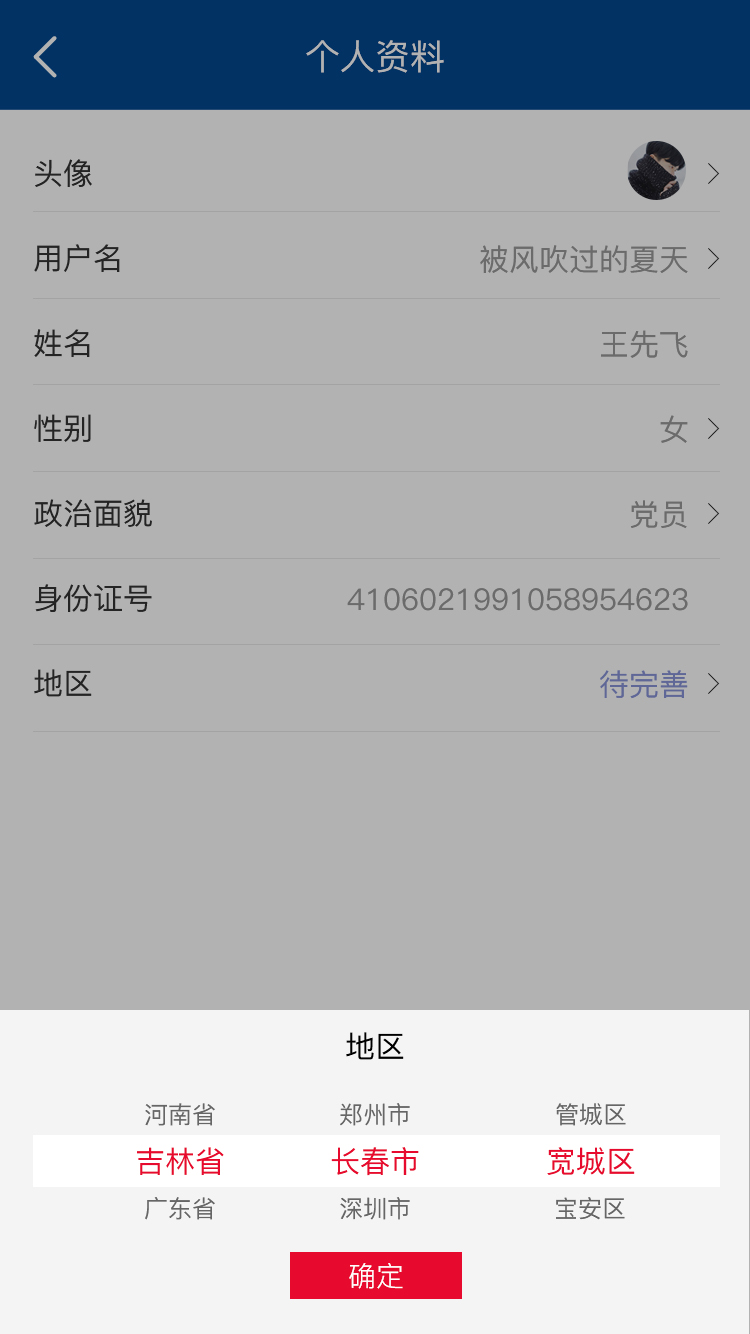 个人资料
头像
用户名 被风吹过的夏天
姓名 王先飞
性别 女
政治面貌 党员
身份证号 4106021991058954623
地区 待完善
地区
河南省 郑州市 管城区
吉林省 长春市 宽城区
广东省 深圳市 宝安区
确定